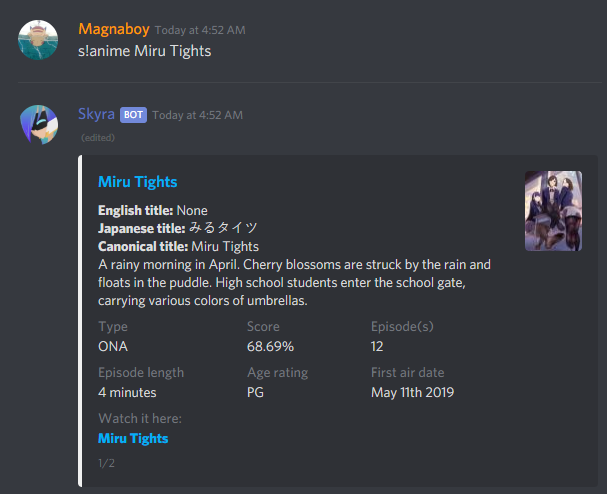 Magnaboy Today at 4:52 AM
s!anime Miru Tights
Skyra BOT Today at 4:52 AM
(edited)
Miru Tights
English title: None
Japanese title: みるタイツ
Canonical title: Miru Tights
A rainy morning in April. Cherry blossoms are struck by the rain and
floats in the puddle. High school students enter the school gate,
carrying various colors of umbrellas.
Type Score Episode(s)
ONA 68.69% 12
Episode length Age rating First air date
4 minutes PG May 11th 2019
Watch it here:
Miru Tights
1/2